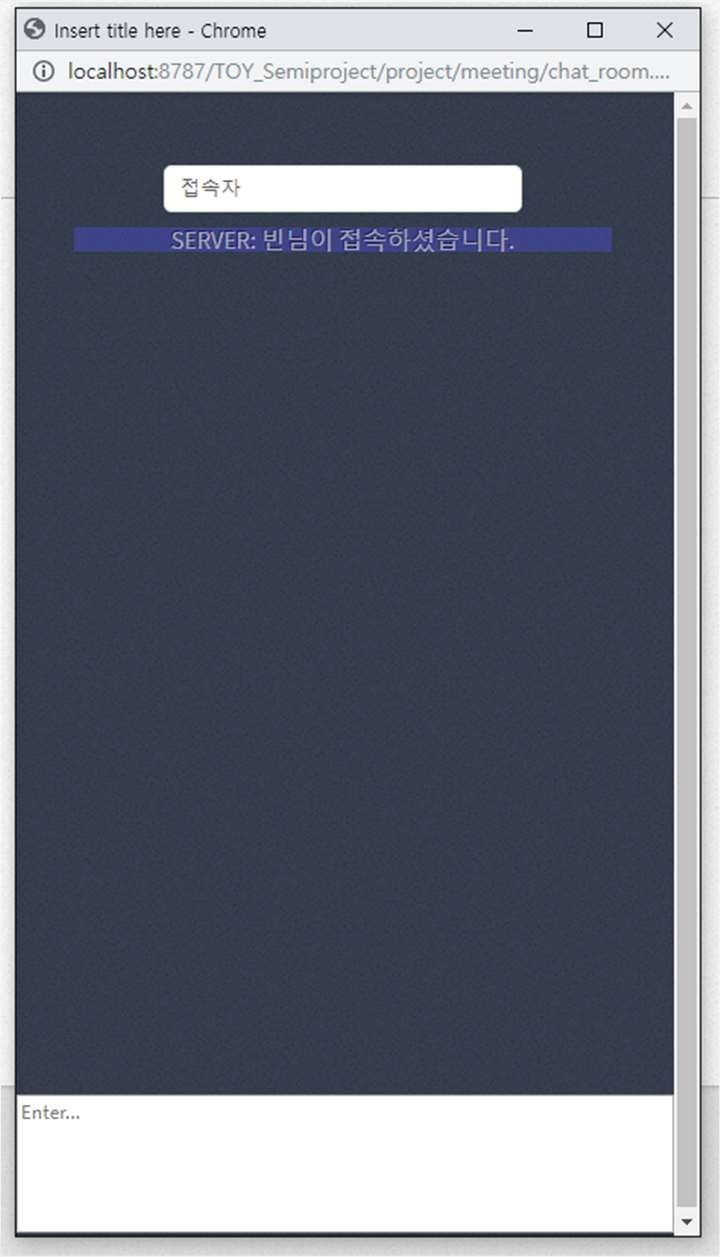 Insert title here - Chrome
localhost:8787/TOY_Semiproject/project/meeting/chat_room....
접속자
SERVER: 빈님이 접속하셨습니다.
Enter...